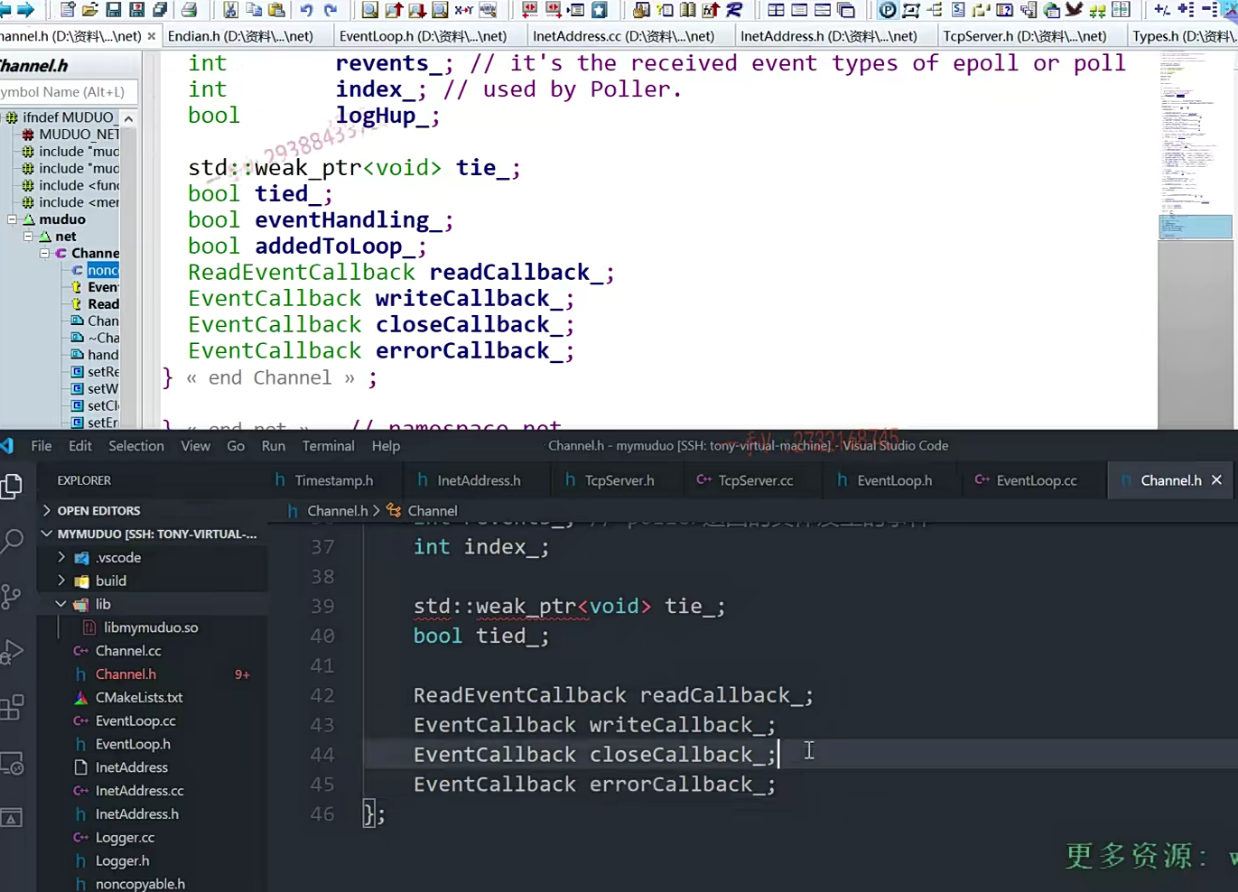 hannel.h (D:\资料\...\net) × Endian.h (D:\资料\...\net) EventLoop.h (D:\资料\...\net) InetAddress.cc (D:\资料\...\net) InetAddress.h (D:\资料\...\net) TcpServer.h (D:\资料\...\net) Types.h (D:\资料\...
Channel.h
ymbol Name (Alt+L)
ifndef MUDUO_
MUDUO_NET
include "mud
include "mud
include <func
include <mem
muduo
net
Channe
nonco
Even
Read
Chan
~Cha
hand
setRe
setW
setCl
setEr
int revents_; // it's the received event types of epoll or poll
int index_; // used by Poller.
bool logHup_;
std::weak_ptr<void> tie_;
bool tied_;
bool eventHandling_;
bool addedToLoop_;
ReadEventCallback readCallback_;
EventCallback writeCallback_;
EventCallback closeCallback_;
EventCallback errorCallback_;
} « end Channel » ;
} « end net » // namespace net
File Edit Selection View Go Run Terminal Help Channel.h - mymuduo [SSH: tony-virtual-machine] - Visual Studio Code
EXPLORER
Timestamp.h InetAddress.h TcpServer.h TcpServer.cc EventLoop.h EventLoop.cc Channel.h ×
OPEN EDITORS
MYMUDUO [SSH: TONY-VIRTUAL-...
.vscode
build
lib
libmymuduo.so
Channel.cc
Channel.h 9+
CMakeLists.txt
EventLoop.cc
EventLoop.h
InetAddress
InetAddress.cc
InetAddress.h
Logger.cc
Logger.h
noncopyable.h
Channel.h > Channel
37 int index_;
38
39 std::weak_ptr<void> tie_;
40 bool tied_;
41
42 ReadEventCallback readCallback_;
43 EventCallback writeCallback_;
44 EventCallback closeCallback_;
45 EventCallback errorCallback_;
46 };
更多资源: w